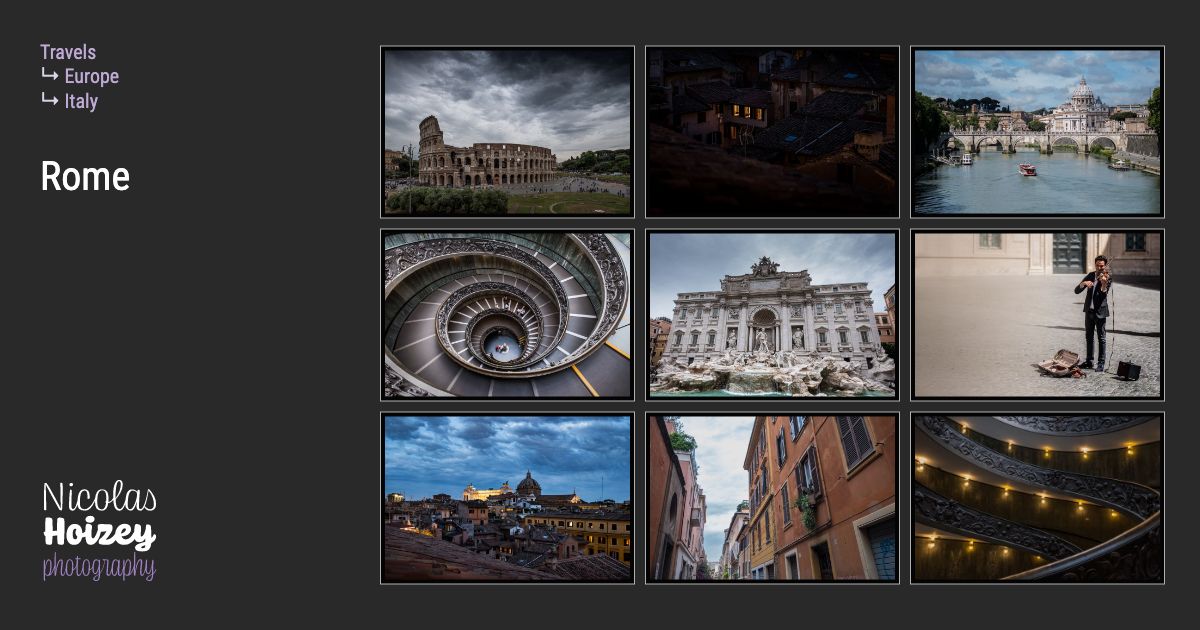 Travels
↳ Europe
↳ Italy
Rome
Nicolas
Hoizey
photography